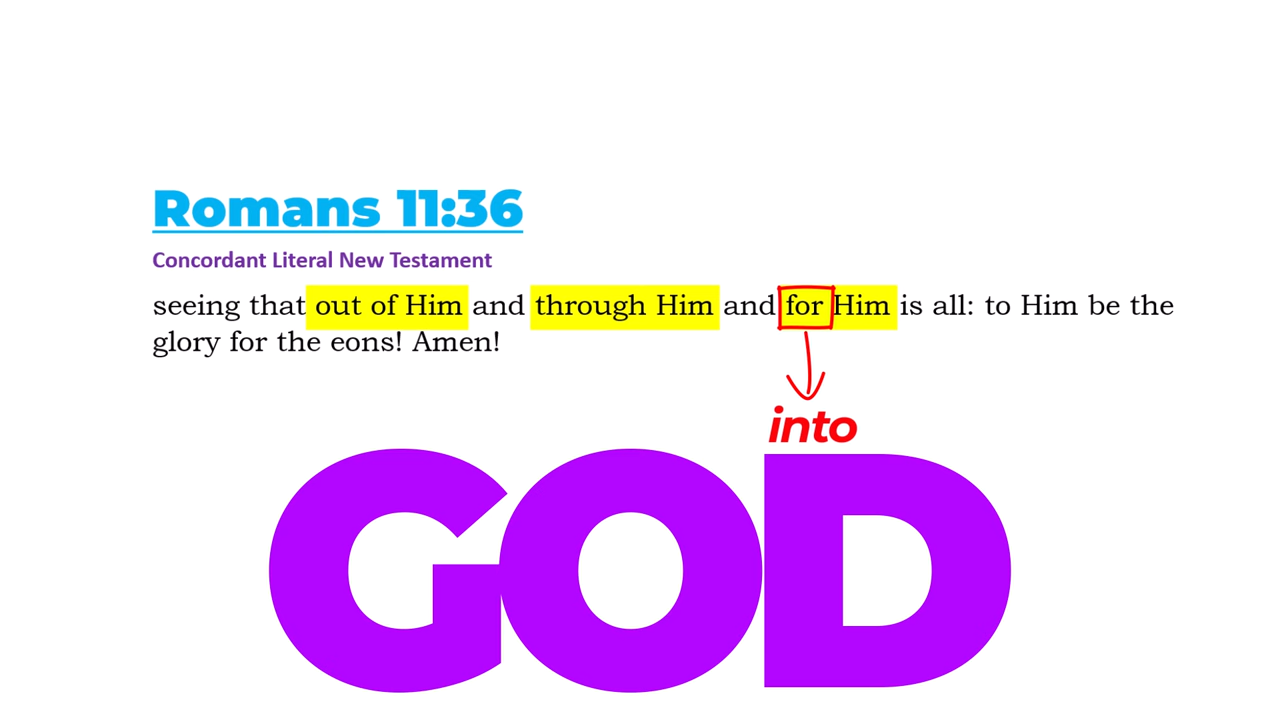 Romans 11:36
Concordant Literal New Testament
seeing that out of Him and through Him and for Him is all: to Him be the
glory for the eons! Amen!
into
GOD